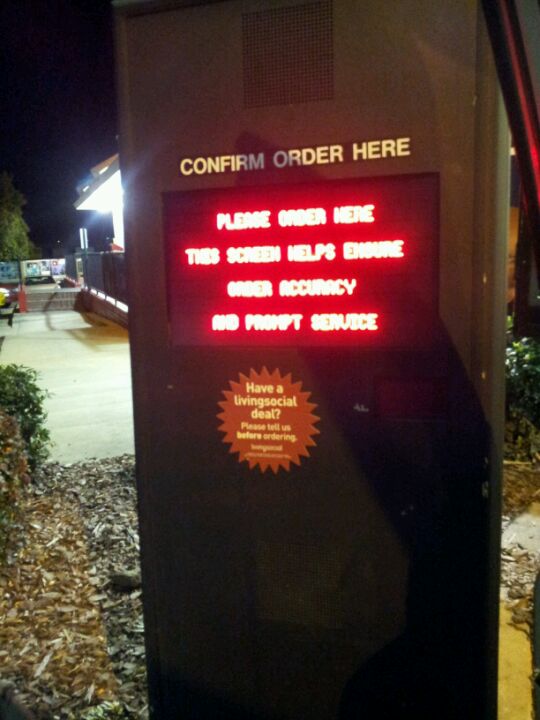 CONFIRM ORDER HERE
PLEASE ORDER HERE
THIS SCREEN HELPS ENSURE
ORDER ACCURACY
AND PROMPT SERVICE
Have a
livingsocial
deal?
Please tell us
before ordering.
livingsocial